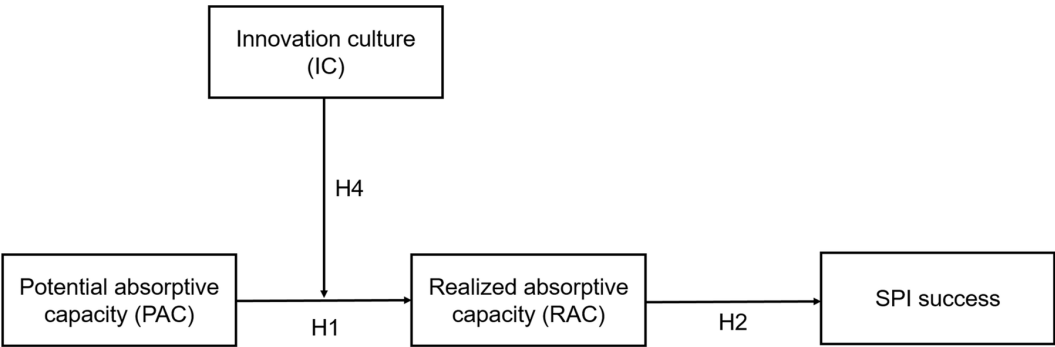 Innovation culture
(IC)
H4
Potential absorptive
capacity (PAC)
H1
Realized absorptive
capacity (RAC)
H2
SPI success